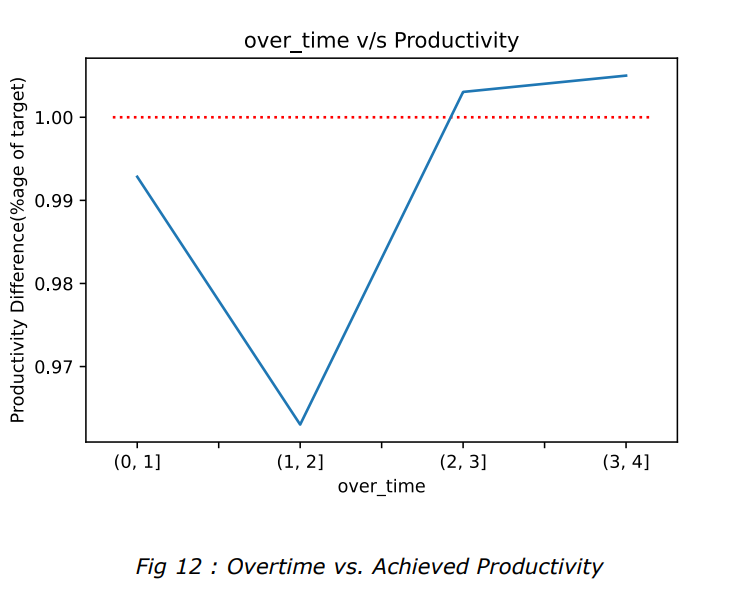 over_time v/s Productivity
Productivity Difference(%age of target)
1.00
0.99
0.98
0.97
(0, 1] (1, 2] (2, 3] (3, 4]
over_time
Fig 12 : Overtime vs. Achieved Productivity